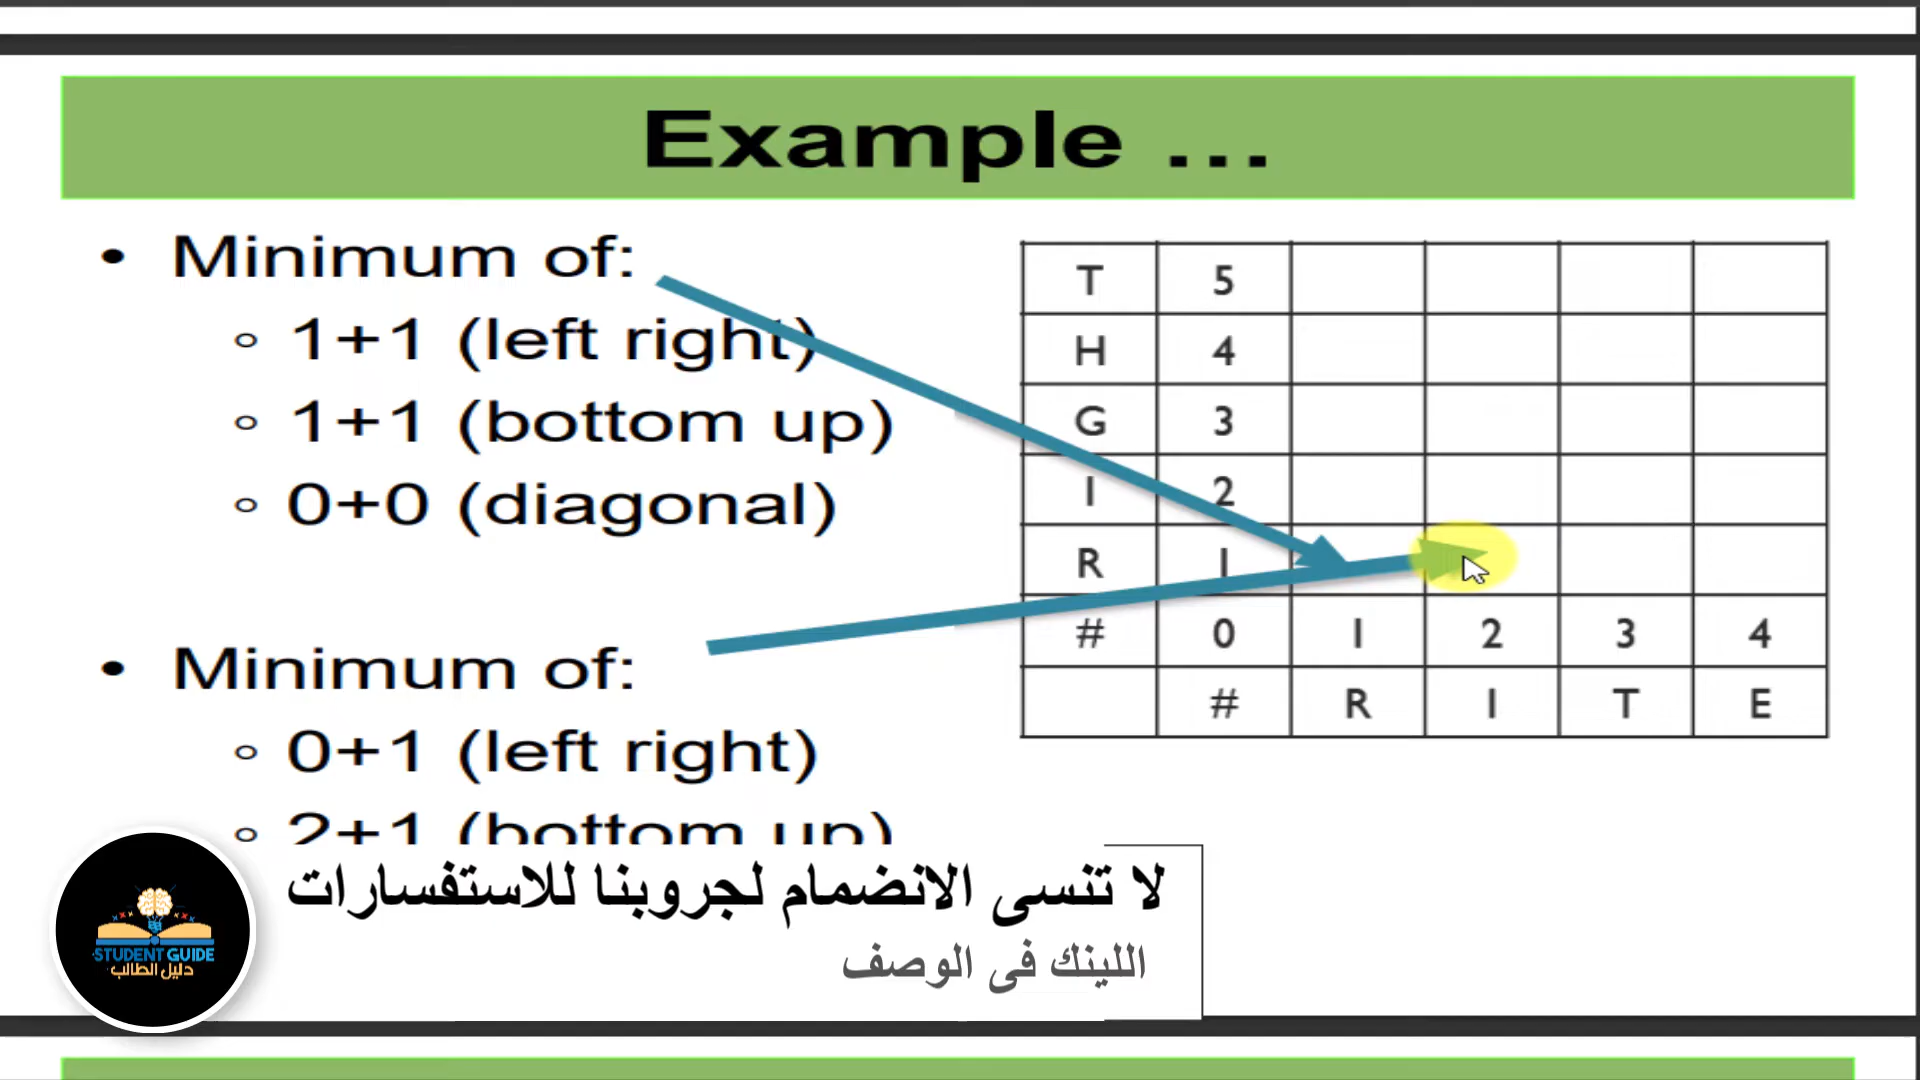 Example ...
• Minimum of:
◦ 1+1 (left right)
◦ 1+1 (bottom up)
◦ 0+0 (diagonal)
• Minimum of:
◦ 0+1 (left right)
◦ 2+1 (bottom up)
T 5
H 4
G 3
I 2
R 1
# 0 1 2 3 4
# R I T E
لا تنسى الانضمام لجروبنا للاستفسارات
اللينك فى الوصف
STUDENT GUIDE
دليل الطالب